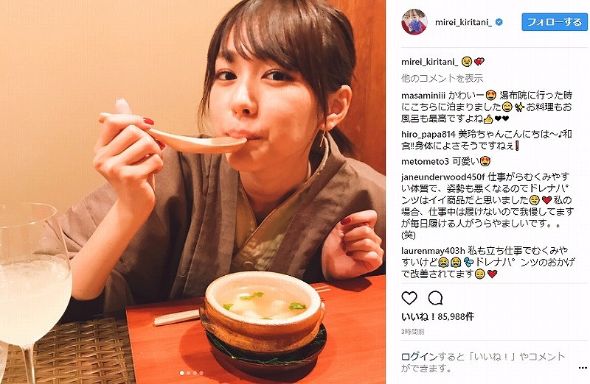 mirei_kiritani_
フォローする
mirei_kiritani_ 😉💕
他のコメントを表示
masaminiii かわいー😍 湯布院に行った時
にこちらに泊まりました😄💕お料理もお
風呂も最高ですよね👍❤❤
hiro_papa814 美玲ちゃんこんにちは〜♪和
食!!身体によさそうですねぇ
metometo3 可愛い😍
janeunderwood450f 仕事がらむくみやす
い体質で、姿勢も悪くなるのでドレナパン
ツはイイ商品だと思いました😄❤私の
場合、仕事中は履けないので我慢してます
が毎日履ける人がうらやましいです。。
(笑)
laurenmay403h 私も立ち仕事でむくみや
すいけど😫😫💦ドレナパンツのおかげ
で改善されてます😄❤
いいね！85,988件
2時間前
ログインすると「いいね！」やコメント
ができます。